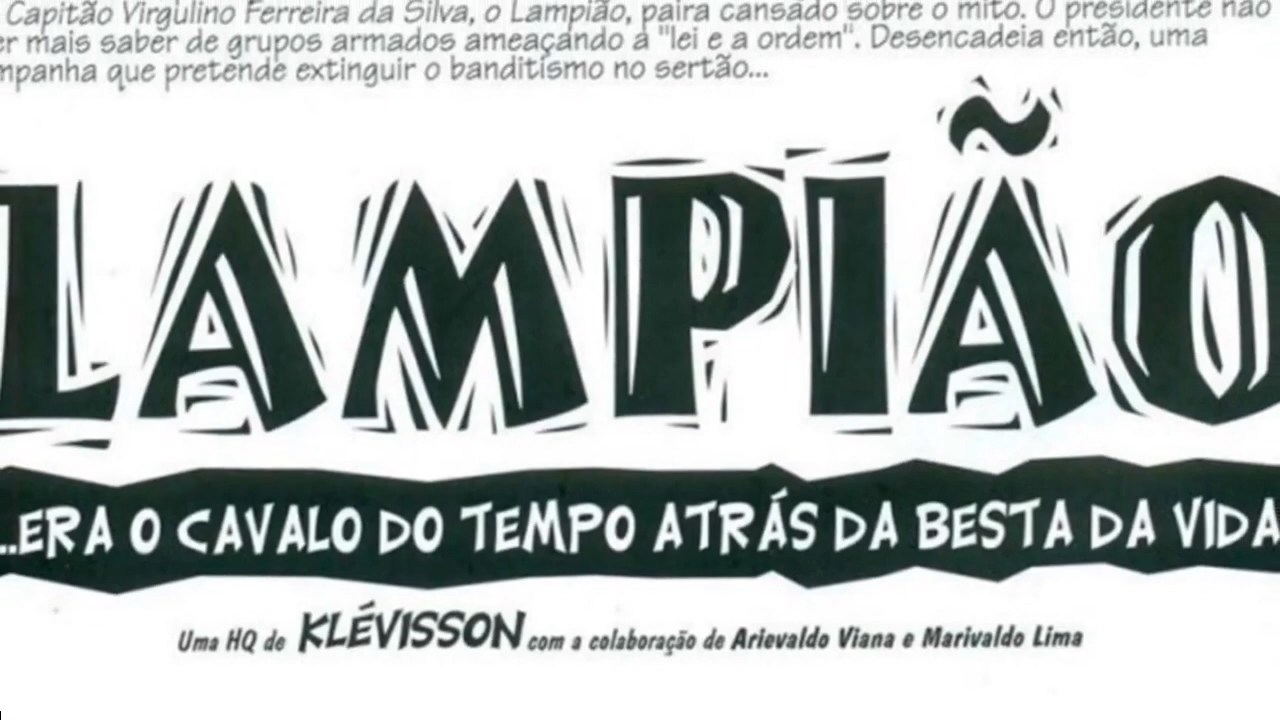 Capitão Virgulino Ferreira da Silva, o Lampião, paira cansado sobre o mito. O presidente não
er mais saber de grupos armados ameaçando a "lei e a ordem". Desencadeia então, uma
mpanha que pretende extinguir o banditismo no sertão...
LAMPIÃO
...ERA O CAVALO DO TEMPO ATRÁS DA BESTA DA VIDA
Uma HQ de KLÉVISSON com a colaboração de Arievaldo Viana e Marivaldo Lima